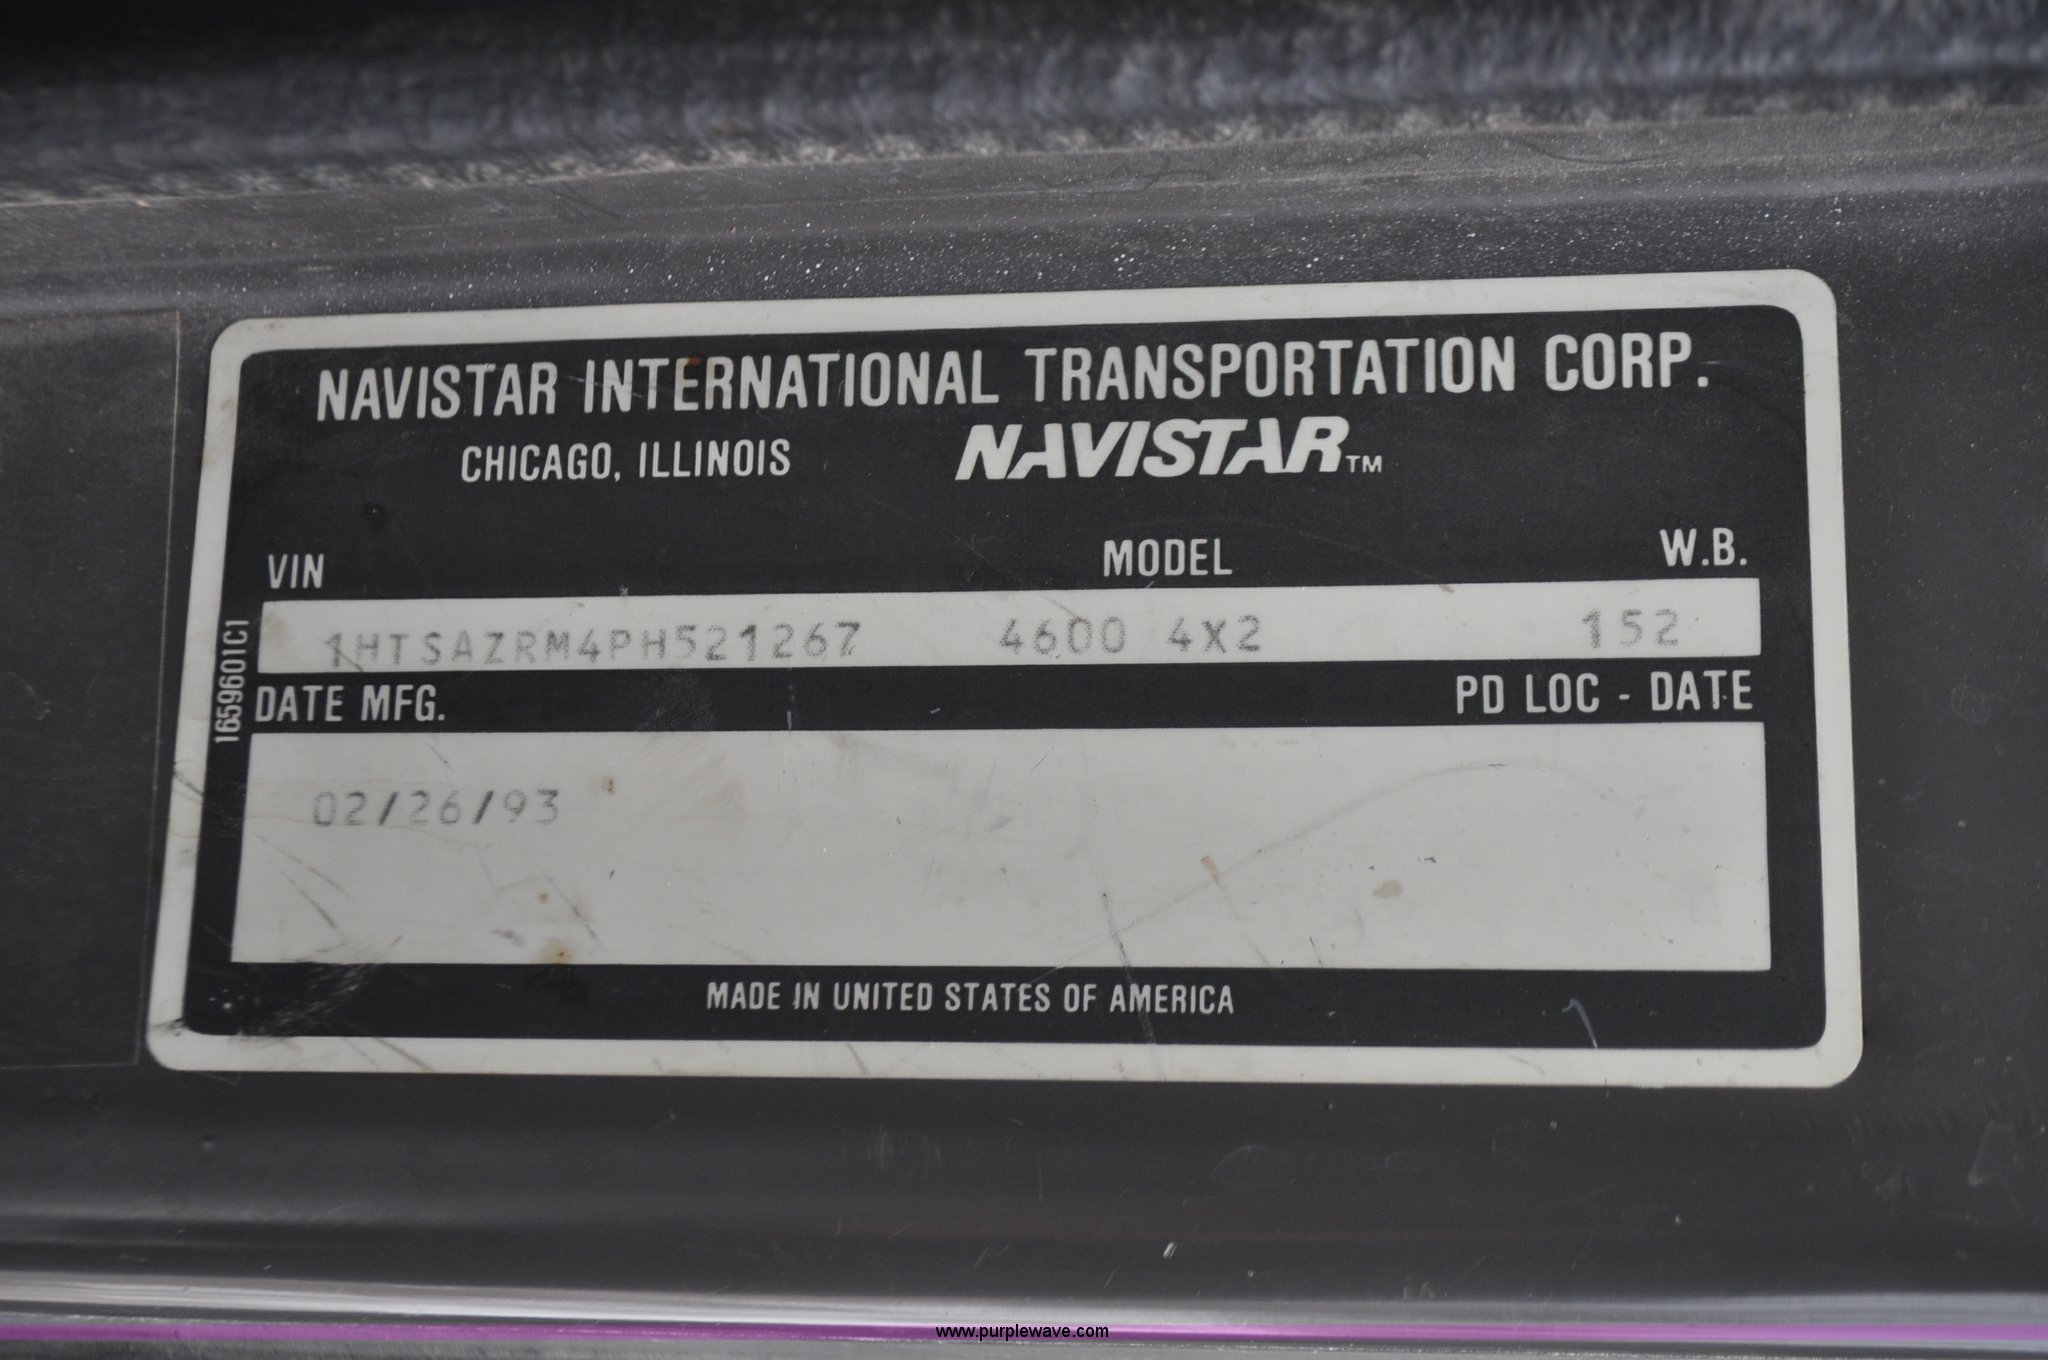 NAVISTAR INTERNATIONAL TRANSPORTATION CORP.
CHICAGO, ILLINOIS NAVISTAR™
VIN MODEL W.B.
1HTSAZRM4PH521267 4600 4X2 152
DATE MFG. PD LOC - DATE
02/26/93
MADE IN UNITED STATES OF AMERICA
1659601C1
www.purplewave.com